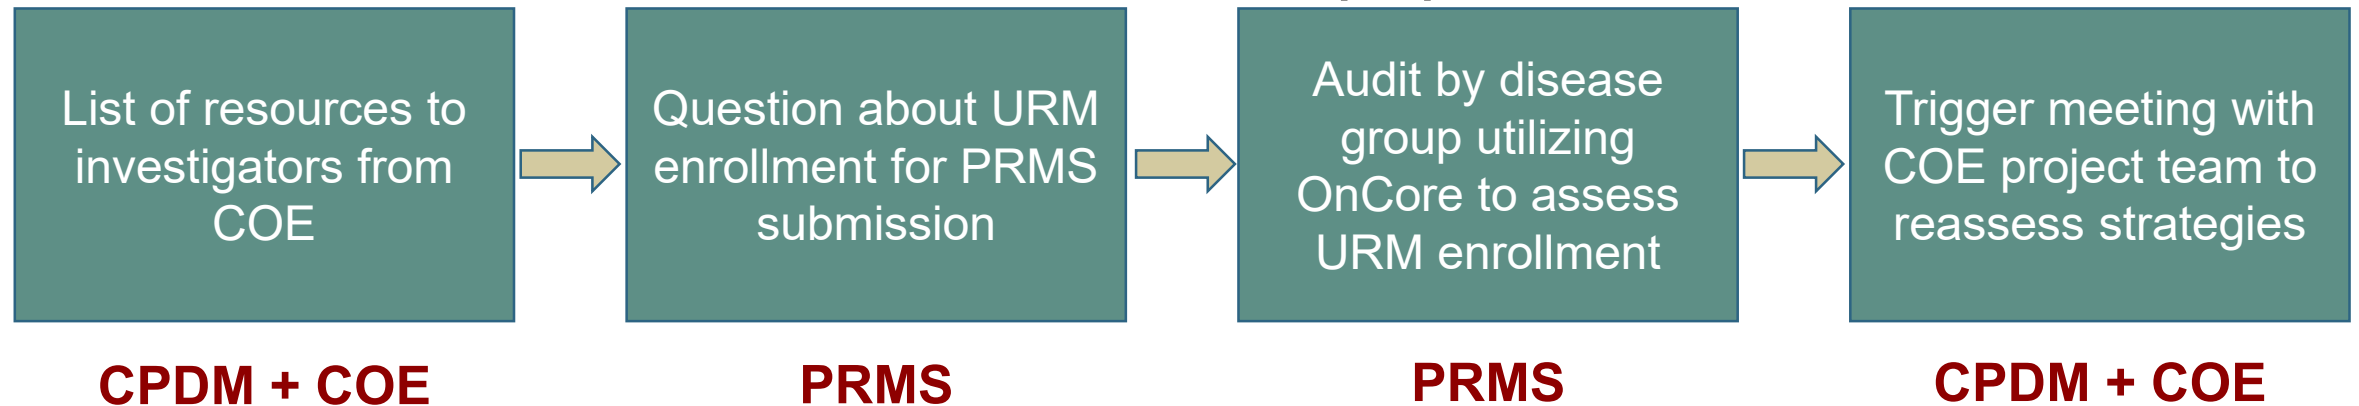 List of resources to
investigators from
COE
Question about URM
enrollment for PRMS
submission
Audit by disease
group utilizing
OnCore to assess
URM enrollment
Trigger meeting with
COE project team to
reassess strategies
CPDM + COE
PRMS
PRMS
CPDM + COE